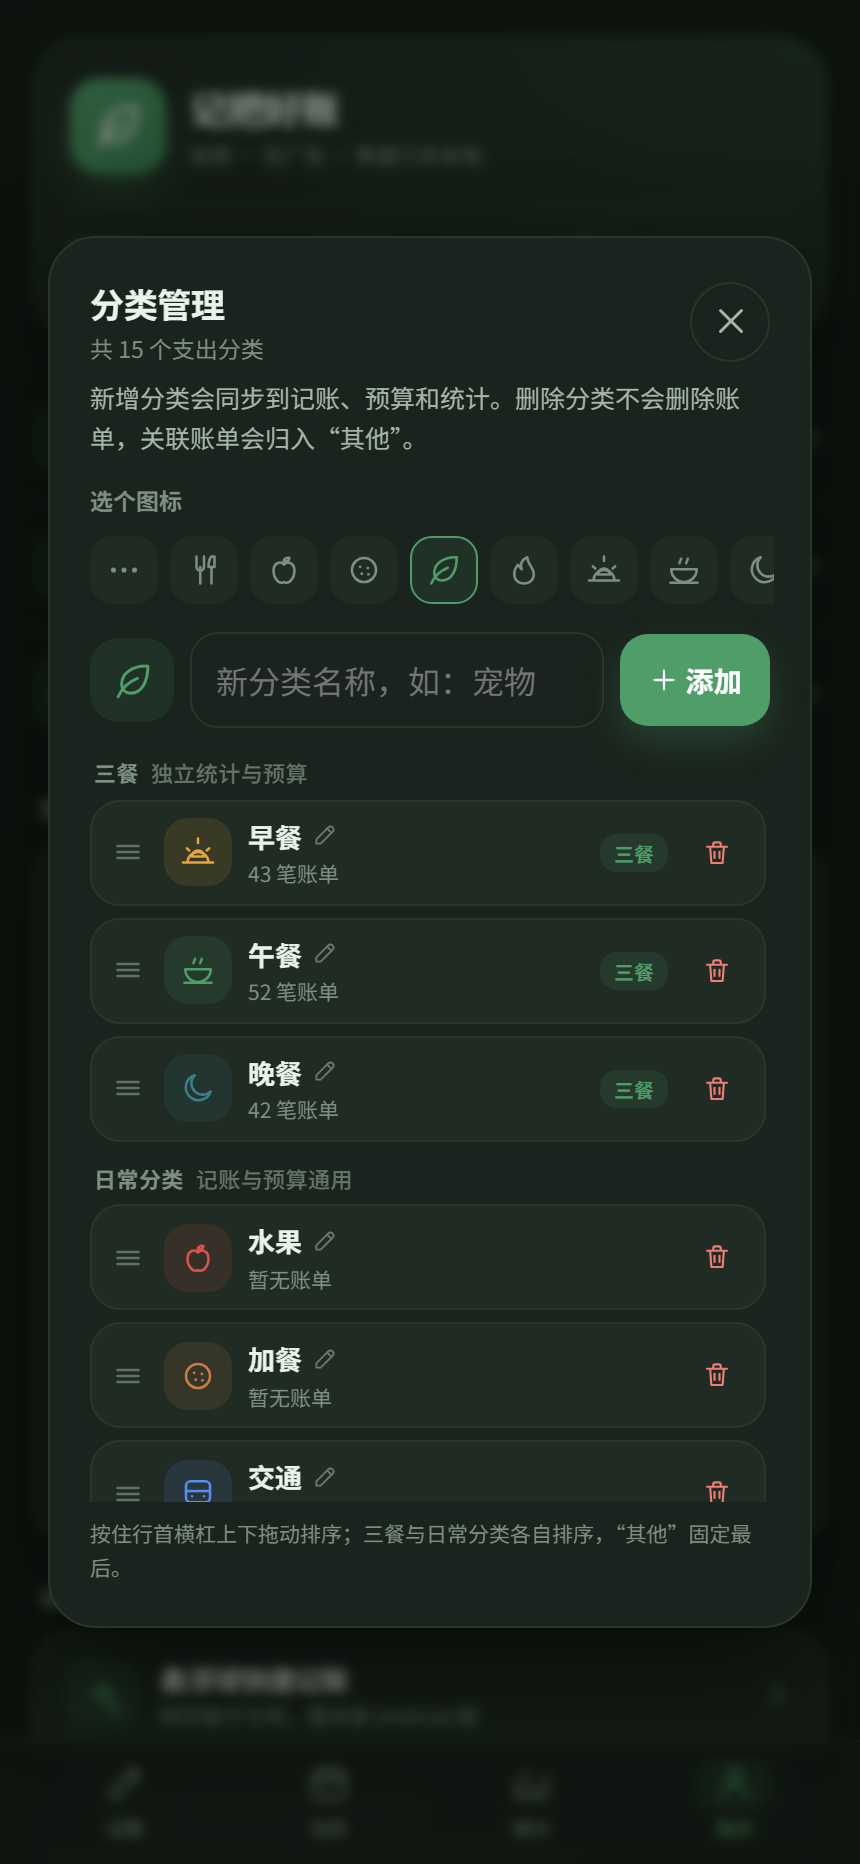 记把好账
分类管理
共 15 个支出分类
新增分类会同步到记账、预算和统计。删除分类不会删除账
单，关联账单会归入“其他”。
选个图标
新分类名称，如：宠物
添加
三餐 独立统计与预算
早餐
43 笔账单
三餐
午餐
52 笔账单
三餐
晚餐
42 笔账单
三餐
日常分类 记账与预算通用
水果
暂无账单
加餐
暂无账单
交通
按住行首横杠上下拖动排序；三餐与日常分类各自排序，“其他”固定最
后。